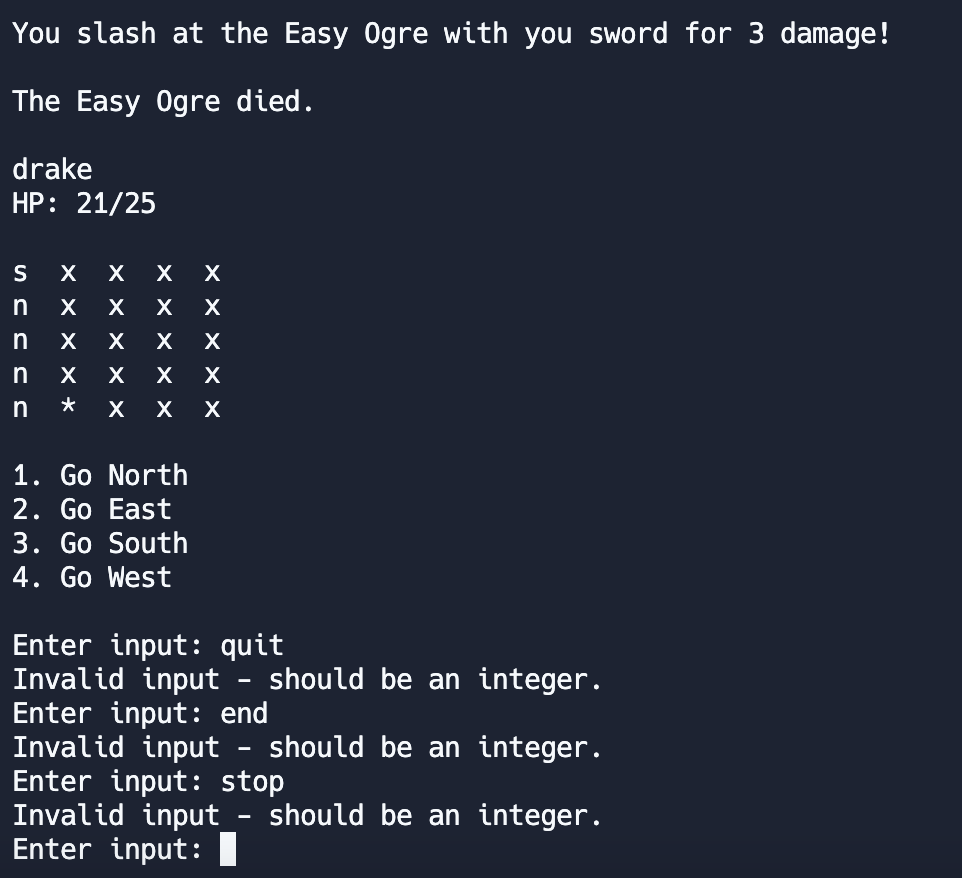 You slash at the Easy Ogre with you sword for 3 damage!
The Easy Ogre died.
drake
HP: 21/25
s x x x x
n x x x x
n x x x x
n x x x x
n * x x x
1. Go North
2. Go East
3. Go South
4. Go West
Enter input: quit
Invalid input - should be an integer.
Enter input: end
Invalid input - should be an integer.
Enter input: stop
Invalid input - should be an integer.
Enter input: